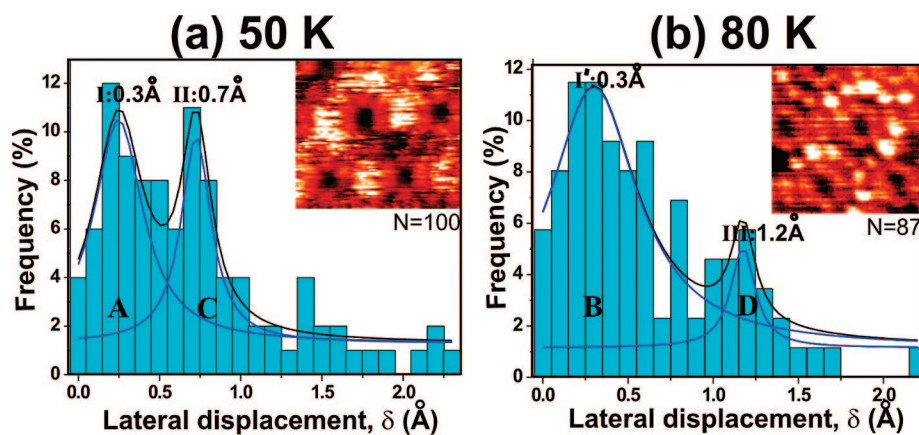 (a) 50 K
12
10
8
6
4
2
0
Frequency (%)
I:0.3Å
II:0.7Å
A
C
N=100
0.0 0.5 1.0 1.5 2.0
Lateral displacement, δ (Å)
(b) 80 K
12
10
8
6
4
2
0
Frequency (%)
I':0.3Å
III:1.2Å
B
D
N=87
0.0 0.5 1.0 1.5 2.0
Lateral displacement, δ (Å)